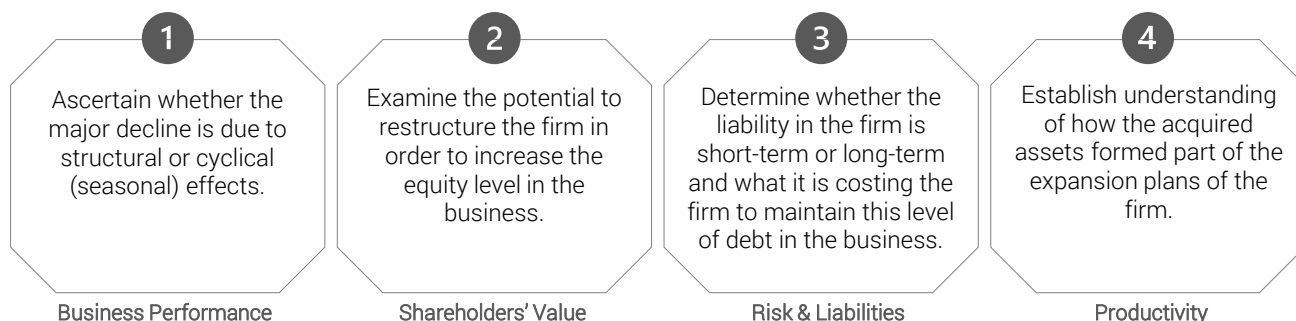 1
Ascertain whether the
major decline is due to
structural or cyclical
(seasonal) effects.
Business Performance
2
Examine the potential to
restructure the firm in
order to increase the
equity level in the
business.
Shareholders’ Value
3
Determine whether the
liability in the firm is
short-term or long-term
and what it is costing the
firm to maintain this level
of debt in the business.
Risk & Liabilities
4
Establish understanding
of how the acquired
assets formed part of the
expansion plans of the
firm.
Productivity